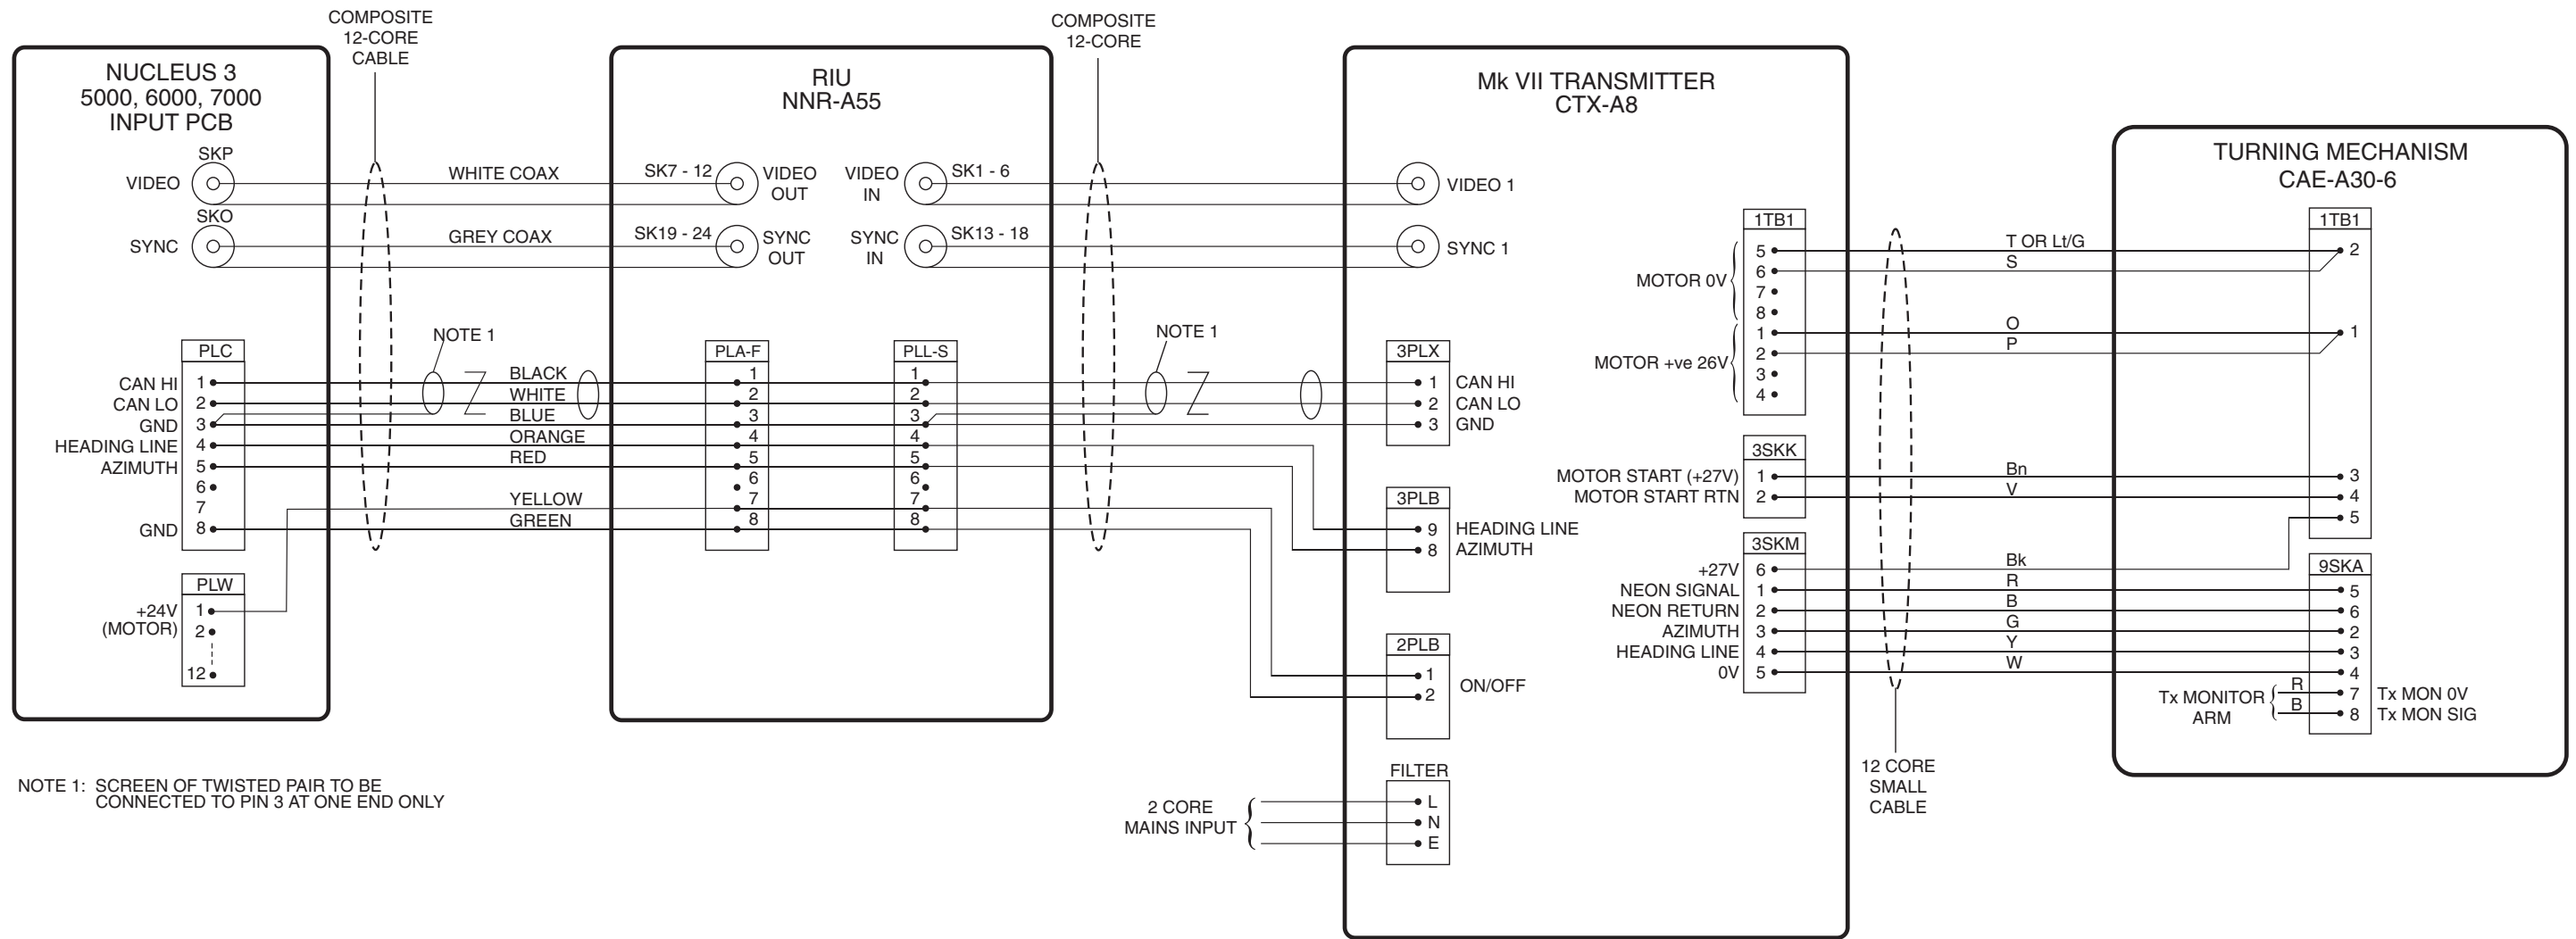 COMPOSITE
12-CORE
CABLE
COMPOSITE
12-CORE
NUCLEUS 3
5000, 6000, 7000
INPUT PCB
SKP
VIDEO
SKO
SYNC
WHITE COAX
GREY COAX
NOTE 1
PLC
CAN HI 1
CAN LO 2
GND 3
HEADING LINE 4
AZIMUTH 5
6
7
GND 8
BLACK
WHITE
BLUE
ORANGE
RED
YELLOW
GREEN
PLW
+24V 1
(MOTOR)
2
12
RIU
NNR-A55
SK7 - 12
VIDEO
OUT
VIDEO
IN
SK1 - 6
SK19 - 24
SYNC
OUT
SYNC
IN
SK13 - 18
PLA-F
1
2
3
4
5
6
7
8
PLL-S
1
2
3
4
5
6
7
8
NOTE 1
Mk VII TRANSMITTER
CTX-A8
VIDEO 1
SYNC 1
3PLX
1 CAN HI
2 CAN LO
3 GND
3PLB
9 HEADING LINE
8 AZIMUTH
2PLB
1
2
ON/OFF
FILTER
L
N
E
2 CORE
MAINS INPUT
1TB1
5
6
7
8
MOTOR 0V
1
2
3
4
MOTOR +ve 26V
3SKK
MOTOR START (+27V) 1
MOTOR START RTN 2
3SKM
+27V 6
NEON SIGNAL 1
NEON RETURN 2
AZIMUTH 3
HEADING LINE 4
0V 5
T OR Lt/G
S
O
P
Bn
V
Bk
R
B
G
Y
W
12 CORE
SMALL
CABLE
TURNING MECHANISM
CAE-A30-6
1TB1
2
1
3
4
5
9SKA
5
6
2
3
4
R 7 Tx MON 0V
B 8 Tx MON SIG
Tx MONITOR
ARM
NOTE 1: SCREEN OF TWISTED PAIR TO BE
CONNECTED TO PIN 3 AT ONE END ONLY